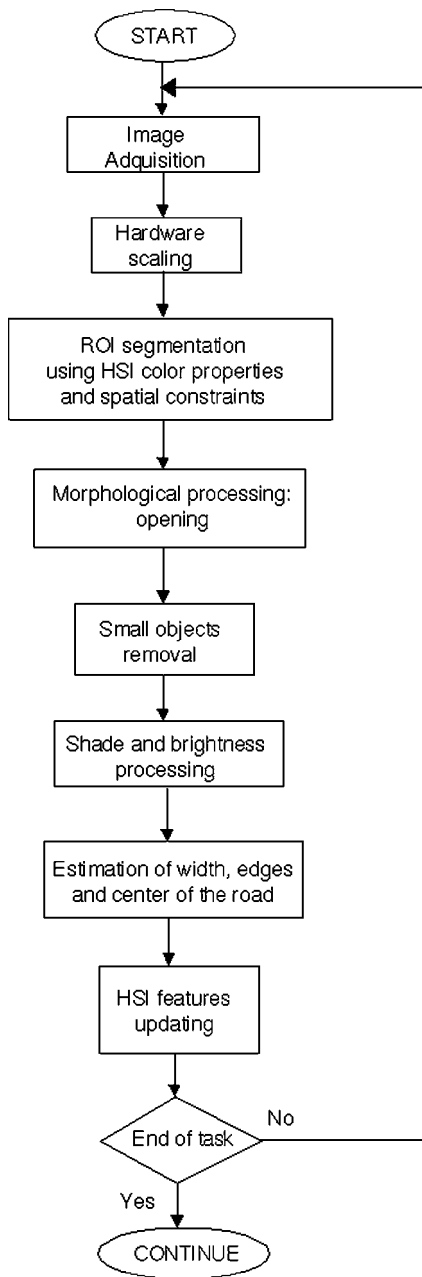 START
Image
Adquisition
Hardware
scaling
ROI segmentation
using HSI color properties
and spatial constraints
Morphological processing:
opening
Small objects
removal
Shade and brightness
processing
Estimation of width, edges
and center of the road
HSI features
updating
End of task
No
Yes
CONTINUE